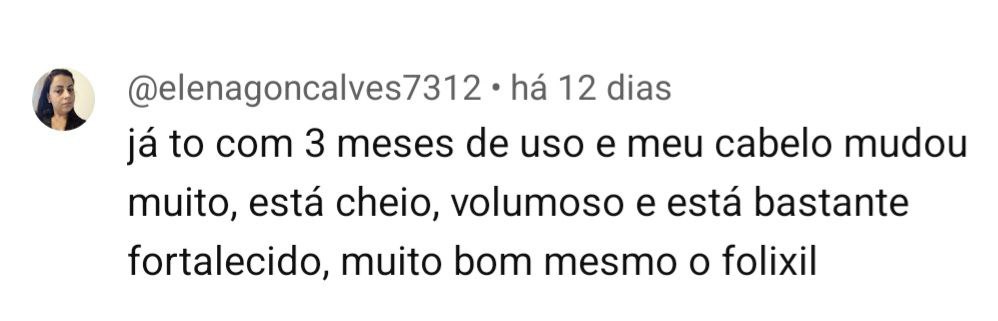 @elenagoncalves7312 • há 12 dias
já to com 3 meses de uso e meu cabelo mudou
muito, está cheio, volumoso e está bastante
fortalecido, muito bom mesmo o folixil